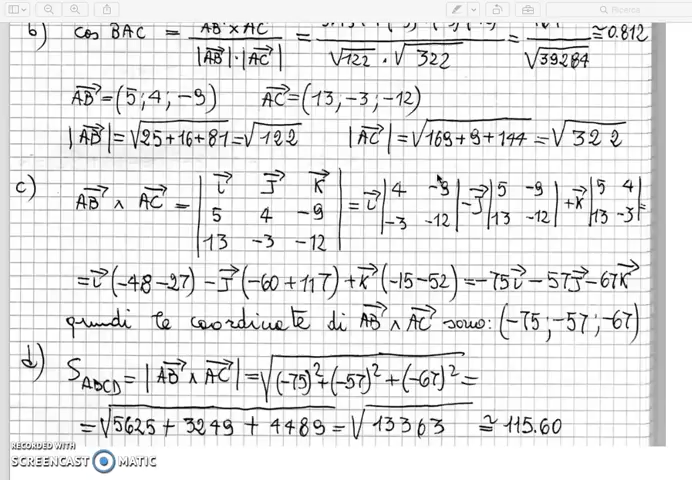 Ricerca
b) cos BAC = AB × AC / |AB|·|AC| = / √122 · √322 = / √39284 ≅ 0.812
AB = (5; 4; -9) AC = (13, -3; -12)
|AB| = √25+16+81 = √122 |AC| = √169+9+144 = √322
c) AB ∧ AC = | i J K | = i | 4 -9 | - J | 5 -9 | + K | 5 4 | =
5 4 -9 -3 -12 13 -12 13 -3
13 -3 -12
= i (-48-27) - J (-60+117) + K (-15-52) = -75i - 57J - 67K
quindi le coordinate di AB ∧ AC sono: (-75; -57; -67)
d) S ABCD = |AB ∧ AC| = √(-75)² + (-57)² + (-67)² =
= √5625 + 3249 + 4489 = √13363 ≅ 115.60
RECORDED WITH
SCREENCAST MATIC